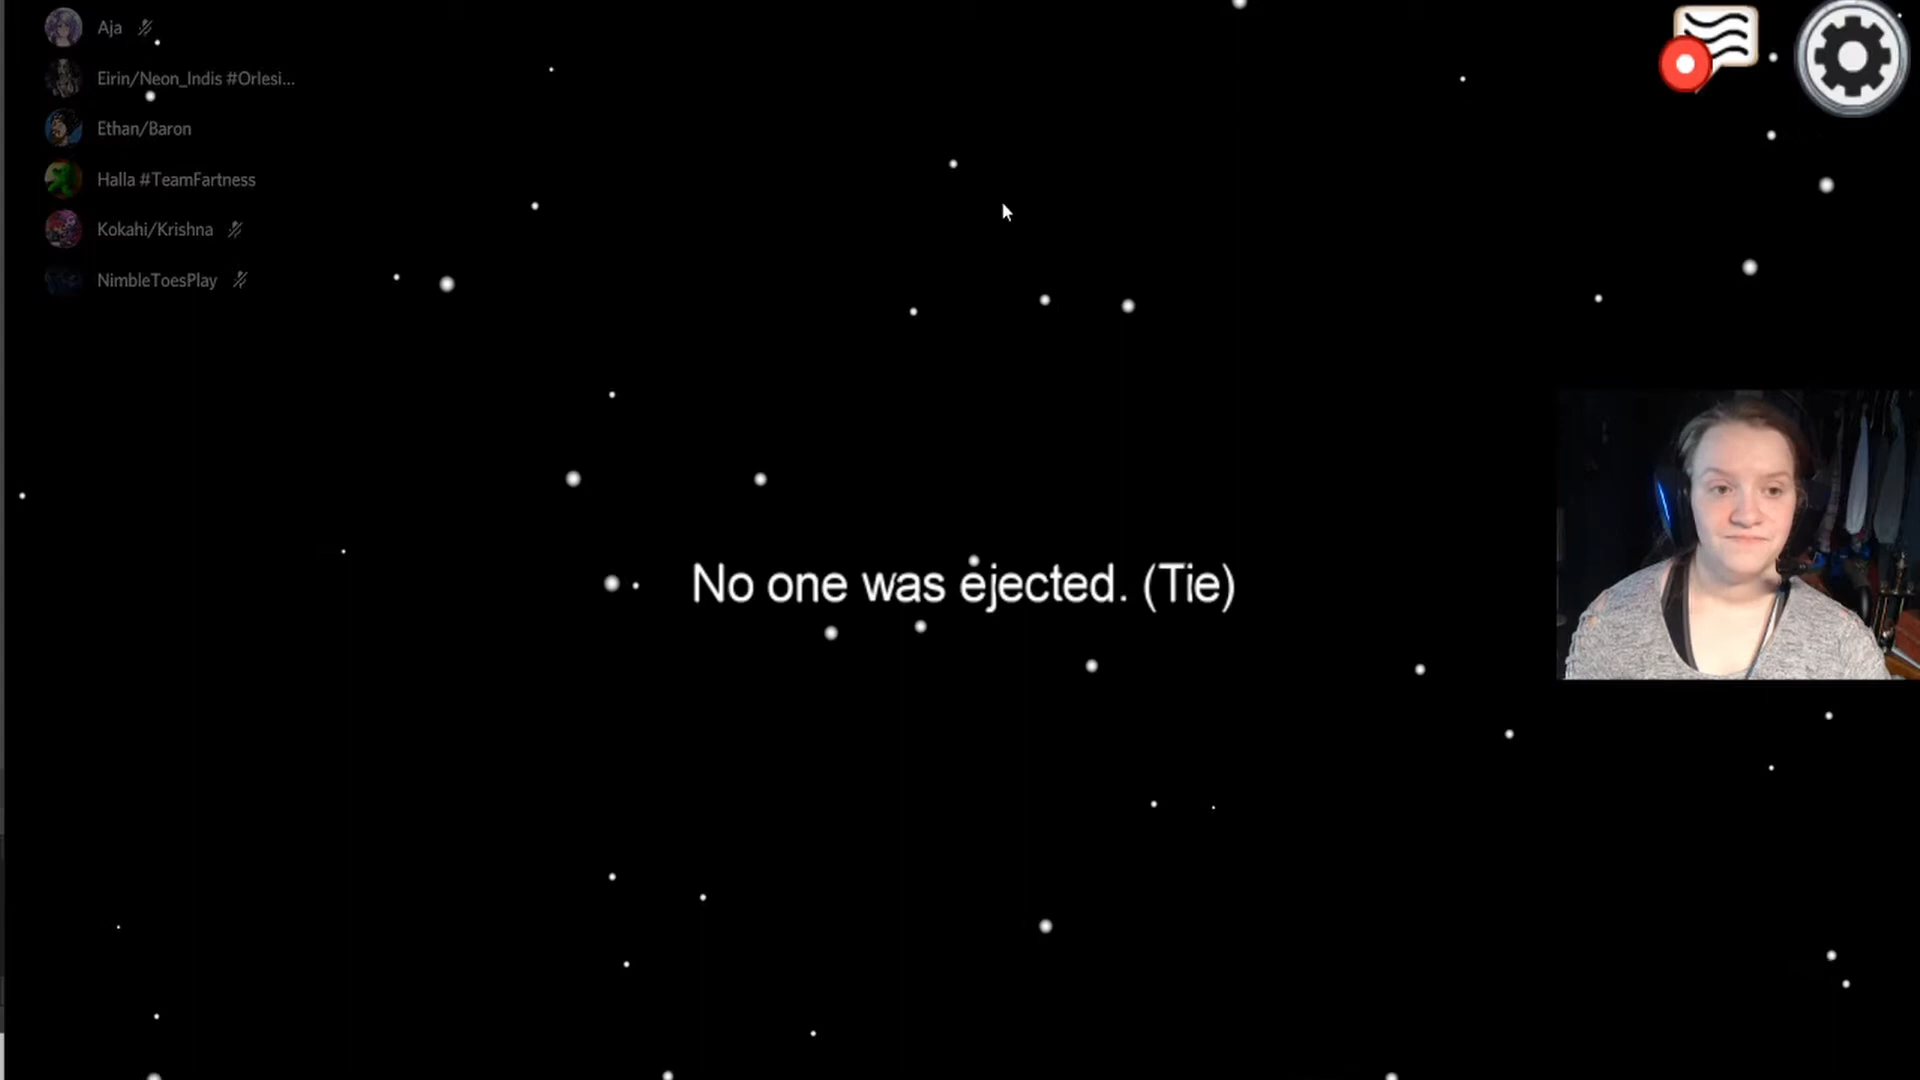 Aja
Eirin/Neon_Indis #Orlesi...
Ethan/Baron
Halla #TeamFartness
Kokahi/Krishna
NimbleToesPlay
No one was ejected. (Tie)